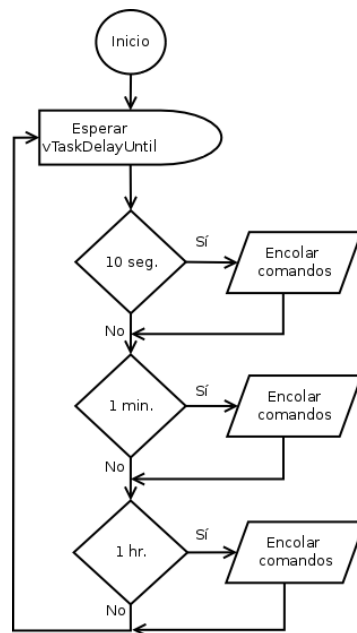 Inicio
Esperar
vTaskDelayUntil
10 seg.
Sí
Encolar
comandos
No
1 min.
Sí
Encolar
comandos
No
1 hr.
Sí
Encolar
comandos
No